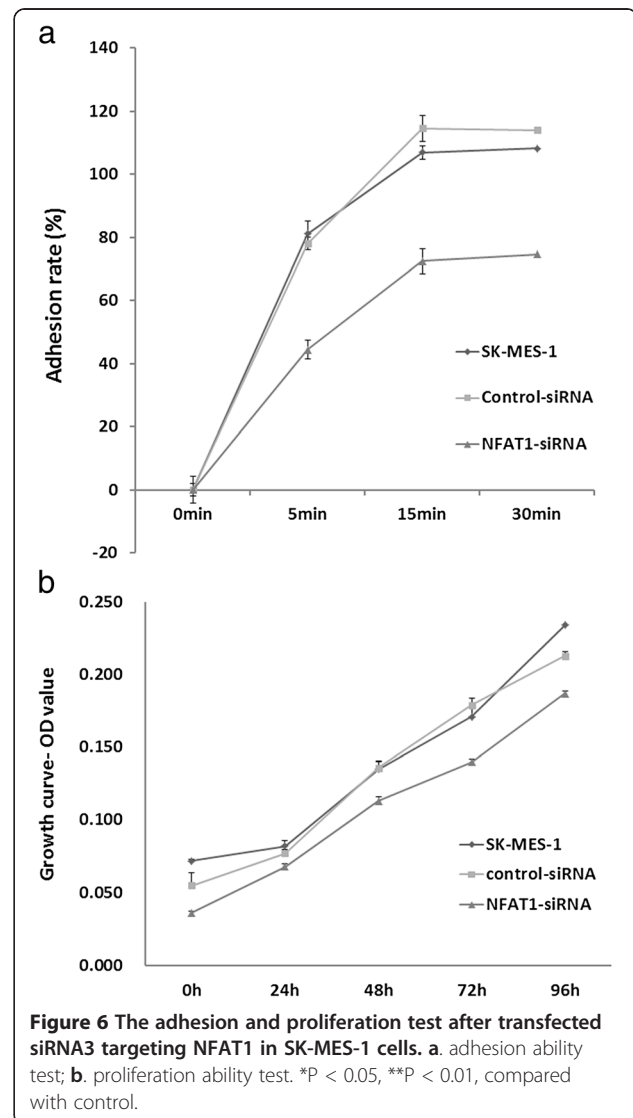 a
140
120
100
80
60
40
20
0
-20
Adhesion rate (%)
0min 5min 15min 30min
SK-MES-1
Control-siRNA
NFAT1-siRNA
b
0.250
0.200
0.150
0.100
0.050
0.000
Growth curve- OD value
0h 24h 48h 72h 96h
SK-MES-1
control-siRNA
NFAT1-siRNA
Figure 6 The adhesion and proliferation test after transfected
siRNA3 targeting NFAT1 in SK-MES-1 cells. a. adhesion ability
test; b. proliferation ability test. *P < 0.05, **P < 0.01, compared
with control.